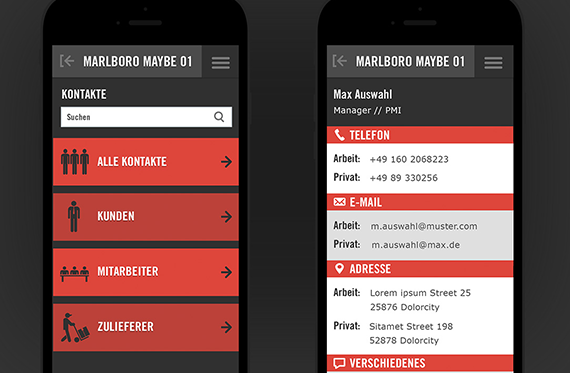 MARLBORO MAYBE 01
KONTAKTE
Suchen
ALLE KONTAKTE
KUNDEN
MITARBEITER
ZULIEFERER
MARLBORO MAYBE 01
Max Auswahl
Manager // PMI
TELEFON
Arbeit: +49 160 2068223
Privat: +49 89 330256
E-MAIL
Arbeit: m.auswahl@muster.com
Privat: m.auswahl@max.de
ADRESSE
Arbeit: Lorem ipsum Street 25
25876 Dolorcity
Privat: Sitamet Street 198
52878 Dolorcity
VERSCHIEDENES